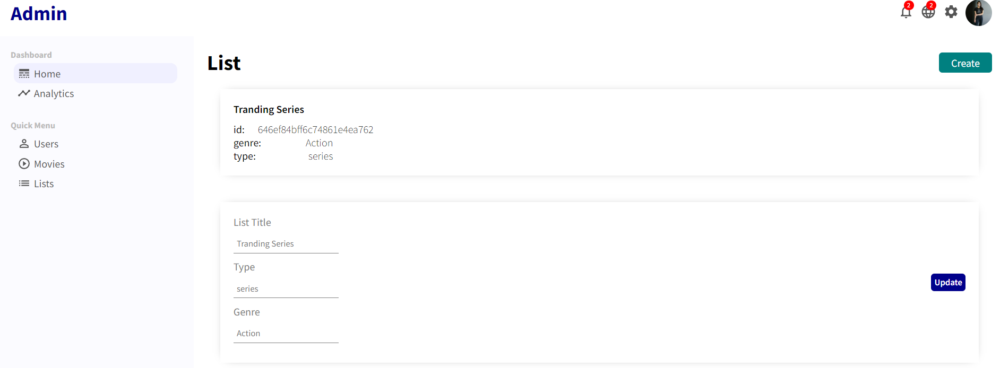 Admin
2
2
Dashboard
Home
Analytics
Quick Menu
Users
Movies
Lists
List
Create
Tranding Series
id: 646ef84bff6c74861e4ea762
genre: Action
type: series
List Title
Tranding Series
Type
series
Update
Genre
Action